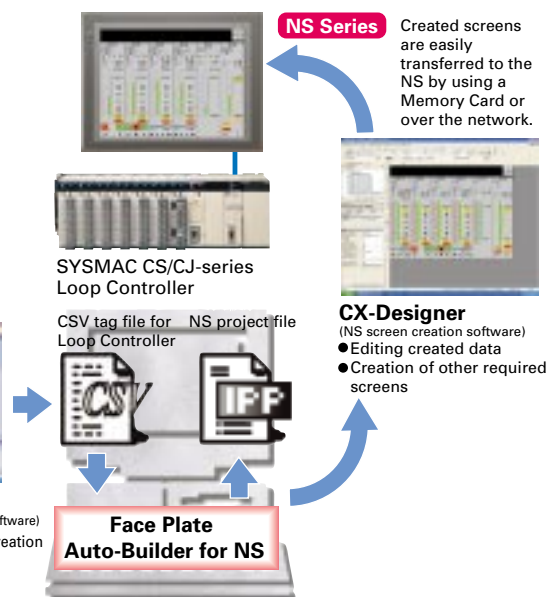 NS Series
Created screens
are easily
transferred to the
NS by using a
Memory Card or
over the network.
SYSMAC CS/CJ-series
Loop Controller
CX-Designer
(NS screen creation software)
●Editing created data
●Creation of other required
screens
CSV tag file for
Loop Controller
NS project file
CSV
IPP
Face Plate
Auto-Builder for NS
ftware)
eation